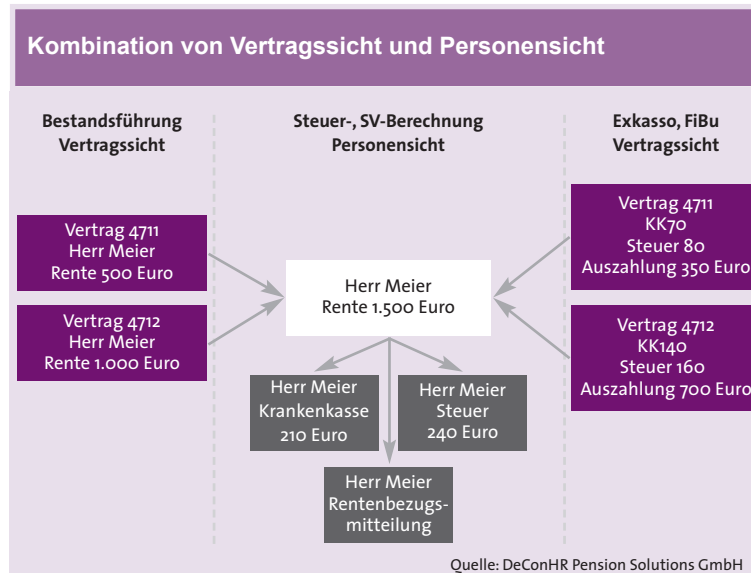 Kombination von Vertragssicht und Personensicht
Bestandsführung
Vertragssicht
Steuer-, SV-Berechnung
Personensicht
Exkasso, FiBu
Vertragssicht
Vertrag 4711
Herr Meier
Rente 500 Euro
Vertrag 4712
Herr Meier
Rente 1.000 Euro
Herr Meier
Rente 1.500 Euro
Herr Meier
Krankenkasse
210 Euro
Herr Meier
Steuer
240 Euro
Herr Meier
Rentenbezugs-
mitteilung
Vertrag 4711
KK70
Steuer 80
Auszahlung 350 Euro
Vertrag 4712
KK140
Steuer 160
Auszahlung 700 Euro
Quelle: DeConHR Pension Solutions GmbH